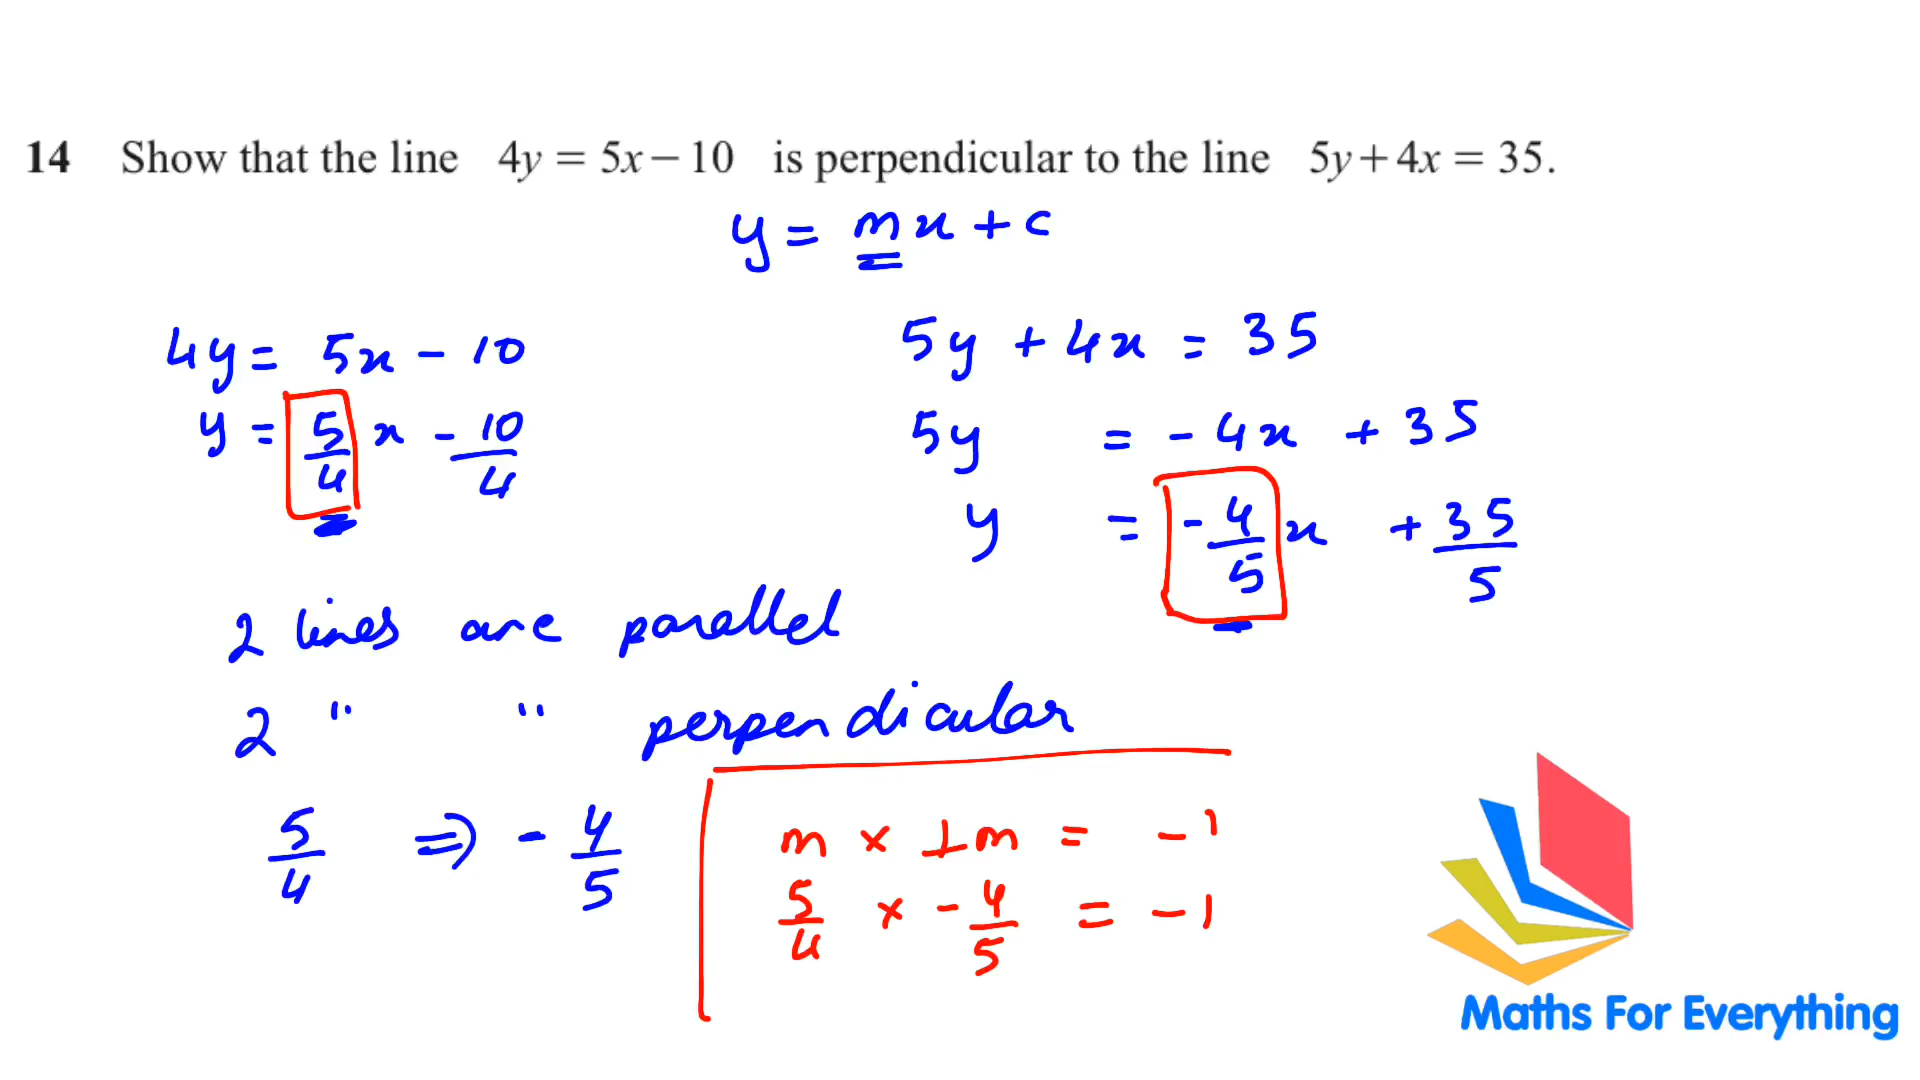 14 Show that the line 4y = 5x − 10 is perpendicular to the line 5y + 4x = 35.
y = mx + c
4y = 5x − 10
y = 5/4 x − 10/4
5y + 4x = 35
5y = −4x + 35
y = −4/5 x + 35/5
2 lines are parallel
2 " " perpendicular
5/4 ⇒ −4/5
m × ⊥m = −1
5/4 × −4/5 = −1
Maths For Everything